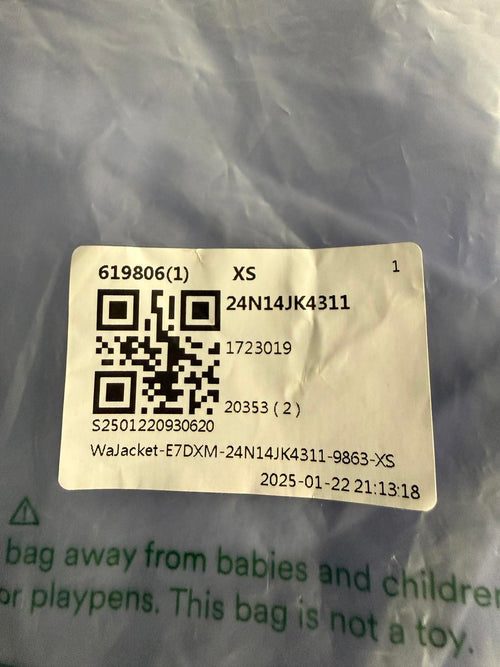 619806(1) XS 1
24N14JK4311
1723019
20353 ( 2 )
S2501220930620
WaJacket-E7DXM-24N14JK4311-9863-XS
2025-01-22 21:13:18
bag away from babies and children
or playpens. This bag is not a toy.